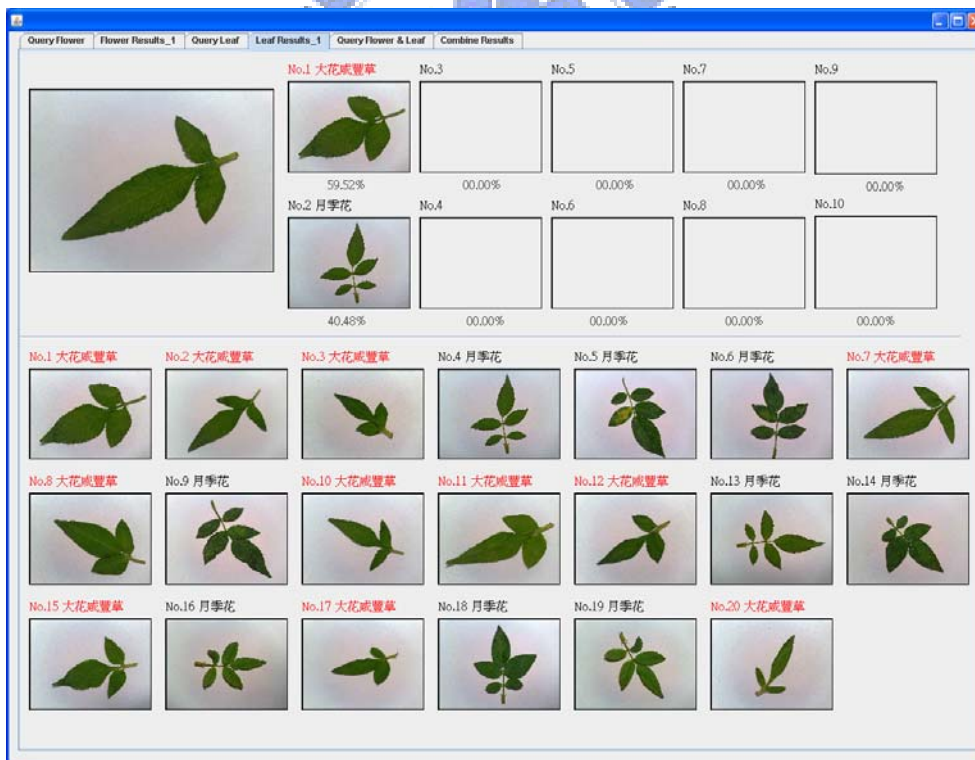 Query Flower Flower Results_1 Query Leaf Leaf Results_1 Query Flower & Leaf Combine Results
No.1 大花咸豐草 No.3 No.5 No.7 No.9
59.52% 00.00% 00.00% 00.00% 00.00%
No.2 月季花 No.4 No.6 No.8 No.10
40.48% 00.00% 00.00% 00.00% 00.00%
No.1 大花咸豐草 No.2 大花咸豐草 No.3 大花咸豐草 No.4 月季花 No.5 月季花 No.6 月季花 No.7 大花咸豐草
No.8 大花咸豐草 No.9 月季花 No.10 大花咸豐草 No.11 大花咸豐草 No.12 大花咸豐草 No.13 月季花 No.14 月季花
No.15 大花咸豐草 No.16 月季花 No.17 大花咸豐草 No.18 月季花 No.19 月季花 No.20 大花咸豐草